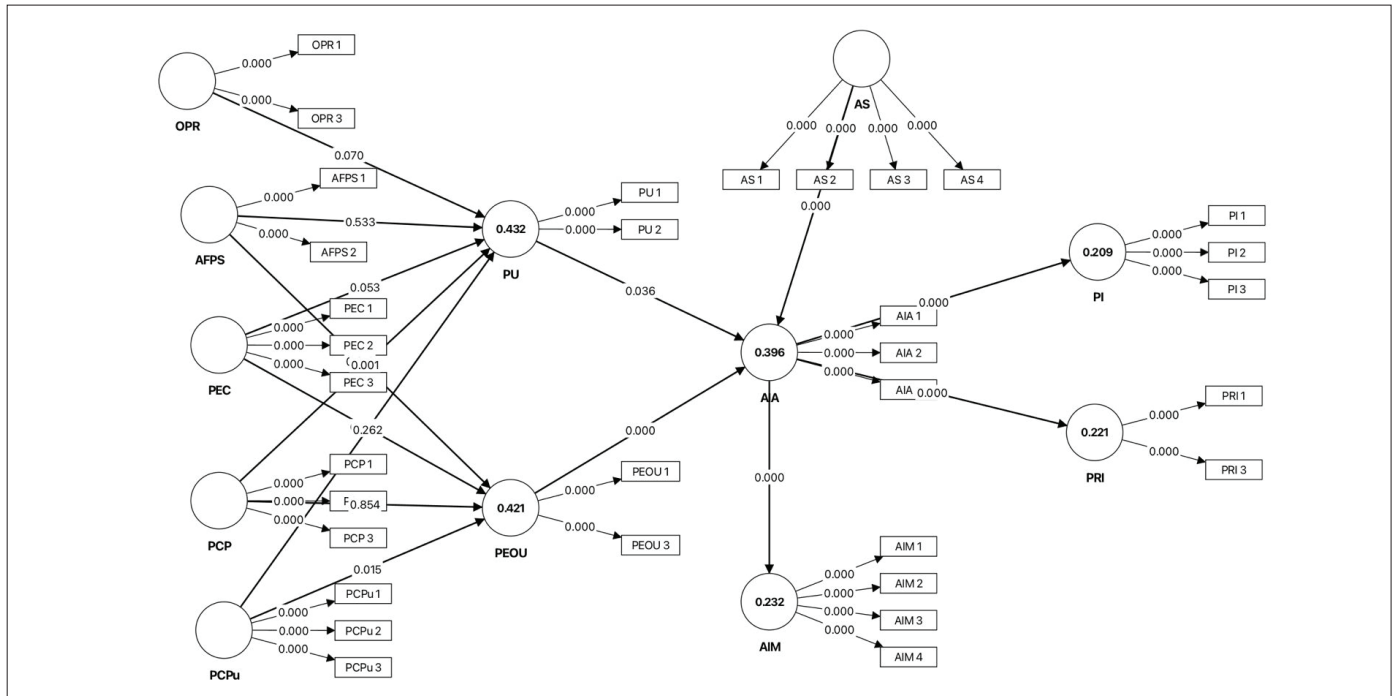 OPR
0.000
OPR 1
0.000
OPR 3
0.070
AFPS
0.000
AFPS 1
0.533
0.000
AFPS 2
PEC
0.053
0.000
PEC 1
0.000
PEC 2
0.001
0.000
PEC 3
0.262
PCP
0.000
PCP 1
0.000
0.854
0.000
PCP 3
PCPu
0.015
0.000
PCPu 1
0.000
PCPu 2
0.000
PCPu 3
0.432
PU
0.000
PU 1
0.000
PU 2
0.036
0.421
PEOU
0.000
PEOU 1
0.000
PEOU 3
0.000
AS
0.000
0.000
0.000
0.000
AS 1
AS 2
AS 3
AS 4
0.000
0.396
0.000
AIA 1
0.000
AIA 2
0.000
AIA
0.000
0.000
0.209
PI
0.000
PI 1
0.000
PI 2
0.000
PI 3
0.221
PRI
0.000
PRI 1
0.000
PRI 3
0.000
0.232
AIM
0.000
AIM 1
0.000
AIM 2
0.000
AIM 3
0.000
AIM 4